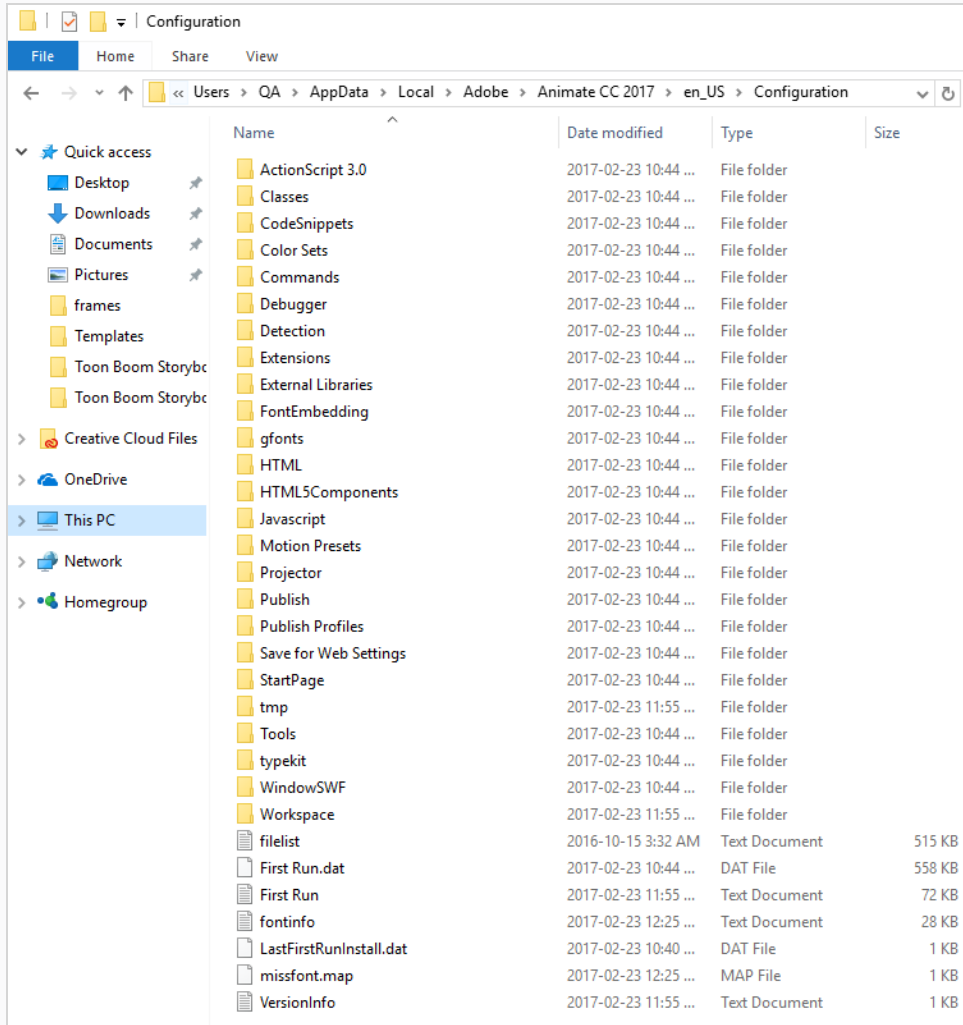 Configuration
File Home Share View
« Users > QA > AppData > Local > Adobe > Animate CC 2017 > en_US > Configuration
Name Date modified Type Size
Quick access
Desktop
Downloads
Documents
Pictures
frames
Templates
Toon Boom Storybc
Toon Boom Storybc
Creative Cloud Files
OneDrive
This PC
Network
Homegroup
ActionScript 3.0 2017-02-23 10:44 ... File folder
Classes 2017-02-23 10:44 ... File folder
CodeSnippets 2017-02-23 10:44 ... File folder
Color Sets 2017-02-23 10:44 ... File folder
Commands 2017-02-23 10:44 ... File folder
Debugger 2017-02-23 10:44 ... File folder
Detection 2017-02-23 10:44 ... File folder
Extensions 2017-02-23 10:44 ... File folder
External Libraries 2017-02-23 10:44 ... File folder
FontEmbedding 2017-02-23 10:44 ... File folder
gfonts 2017-02-23 10:44 ... File folder
HTML 2017-02-23 10:44 ... File folder
HTML5Components 2017-02-23 10:44 ... File folder
Javascript 2017-02-23 10:44 ... File folder
Motion Presets 2017-02-23 10:44 ... File folder
Projector 2017-02-23 10:44 ... File folder
Publish 2017-02-23 10:44 ... File folder
Publish Profiles 2017-02-23 10:44 ... File folder
Save for Web Settings 2017-02-23 10:44 ... File folder
StartPage 2017-02-23 10:44 ... File folder
tmp 2017-02-23 11:55 ... File folder
Tools 2017-02-23 10:44 ... File folder
typekit 2017-02-23 10:44 ... File folder
WindowSWF 2017-02-23 10:44 ... File folder
Workspace 2017-02-23 11:55 ... File folder
filelist 2016-10-15 3:32 AM Text Document 515 KB
First Run.dat 2017-02-23 10:44 ... DAT File 558 KB
First Run 2017-02-23 11:55 ... Text Document 72 KB
fontinfo 2017-02-23 12:25 ... Text Document 28 KB
LastFirstRunInstall.dat 2017-02-23 10:40 ... DAT File 1 KB
missfont.map 2017-02-23 12:25 ... MAP File 1 KB
VersionInfo 2017-02-23 11:55 ... Text Document 1 KB